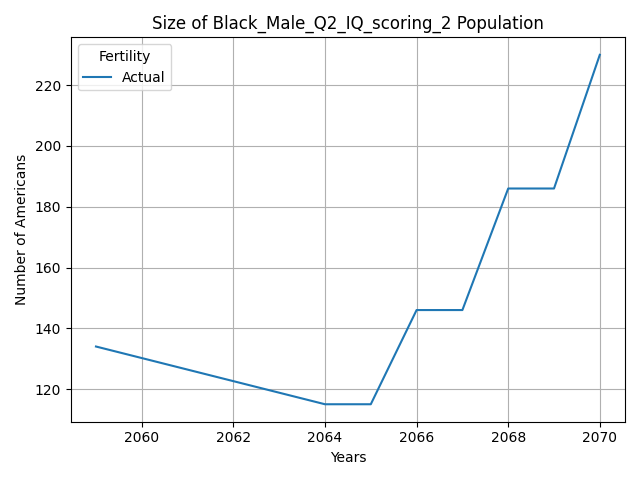 Size of Black_Male_Q2_IQ_scoring_2 Population
Fertility
Actual
220
200
180
160
140
120
Number of Americans
2060 2062 2064 2066 2068 2070
Years